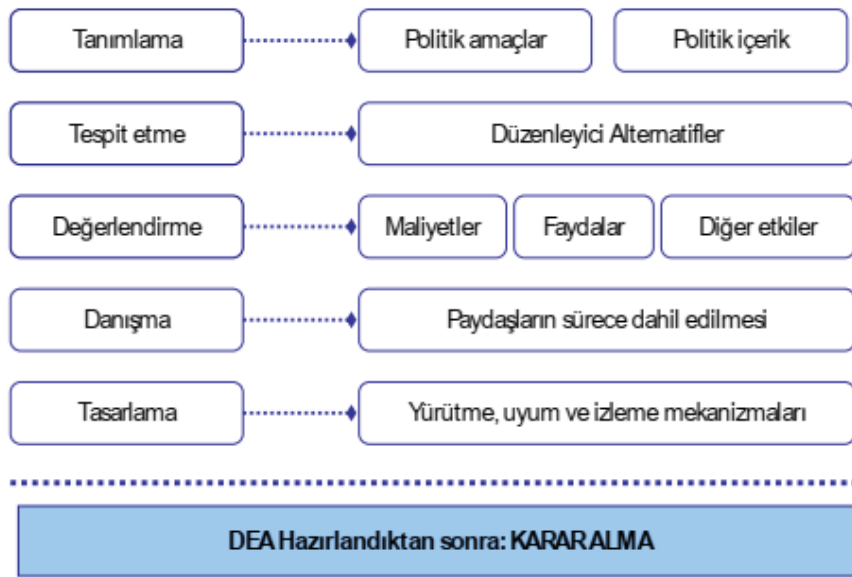 Tanımlama Politik amaçlar Politik içerik
Tespit etme Düzenleyici Alternatifler
Değerlendirme Maliyetler Faydalar Diğer etkiler
Danışma Paydaşların sürece dahil edilmesi
Tasarlama Yürütme, uyum ve izleme mekanizmaları
DEA Hazırlandıktan sonra: KARAR ALMA